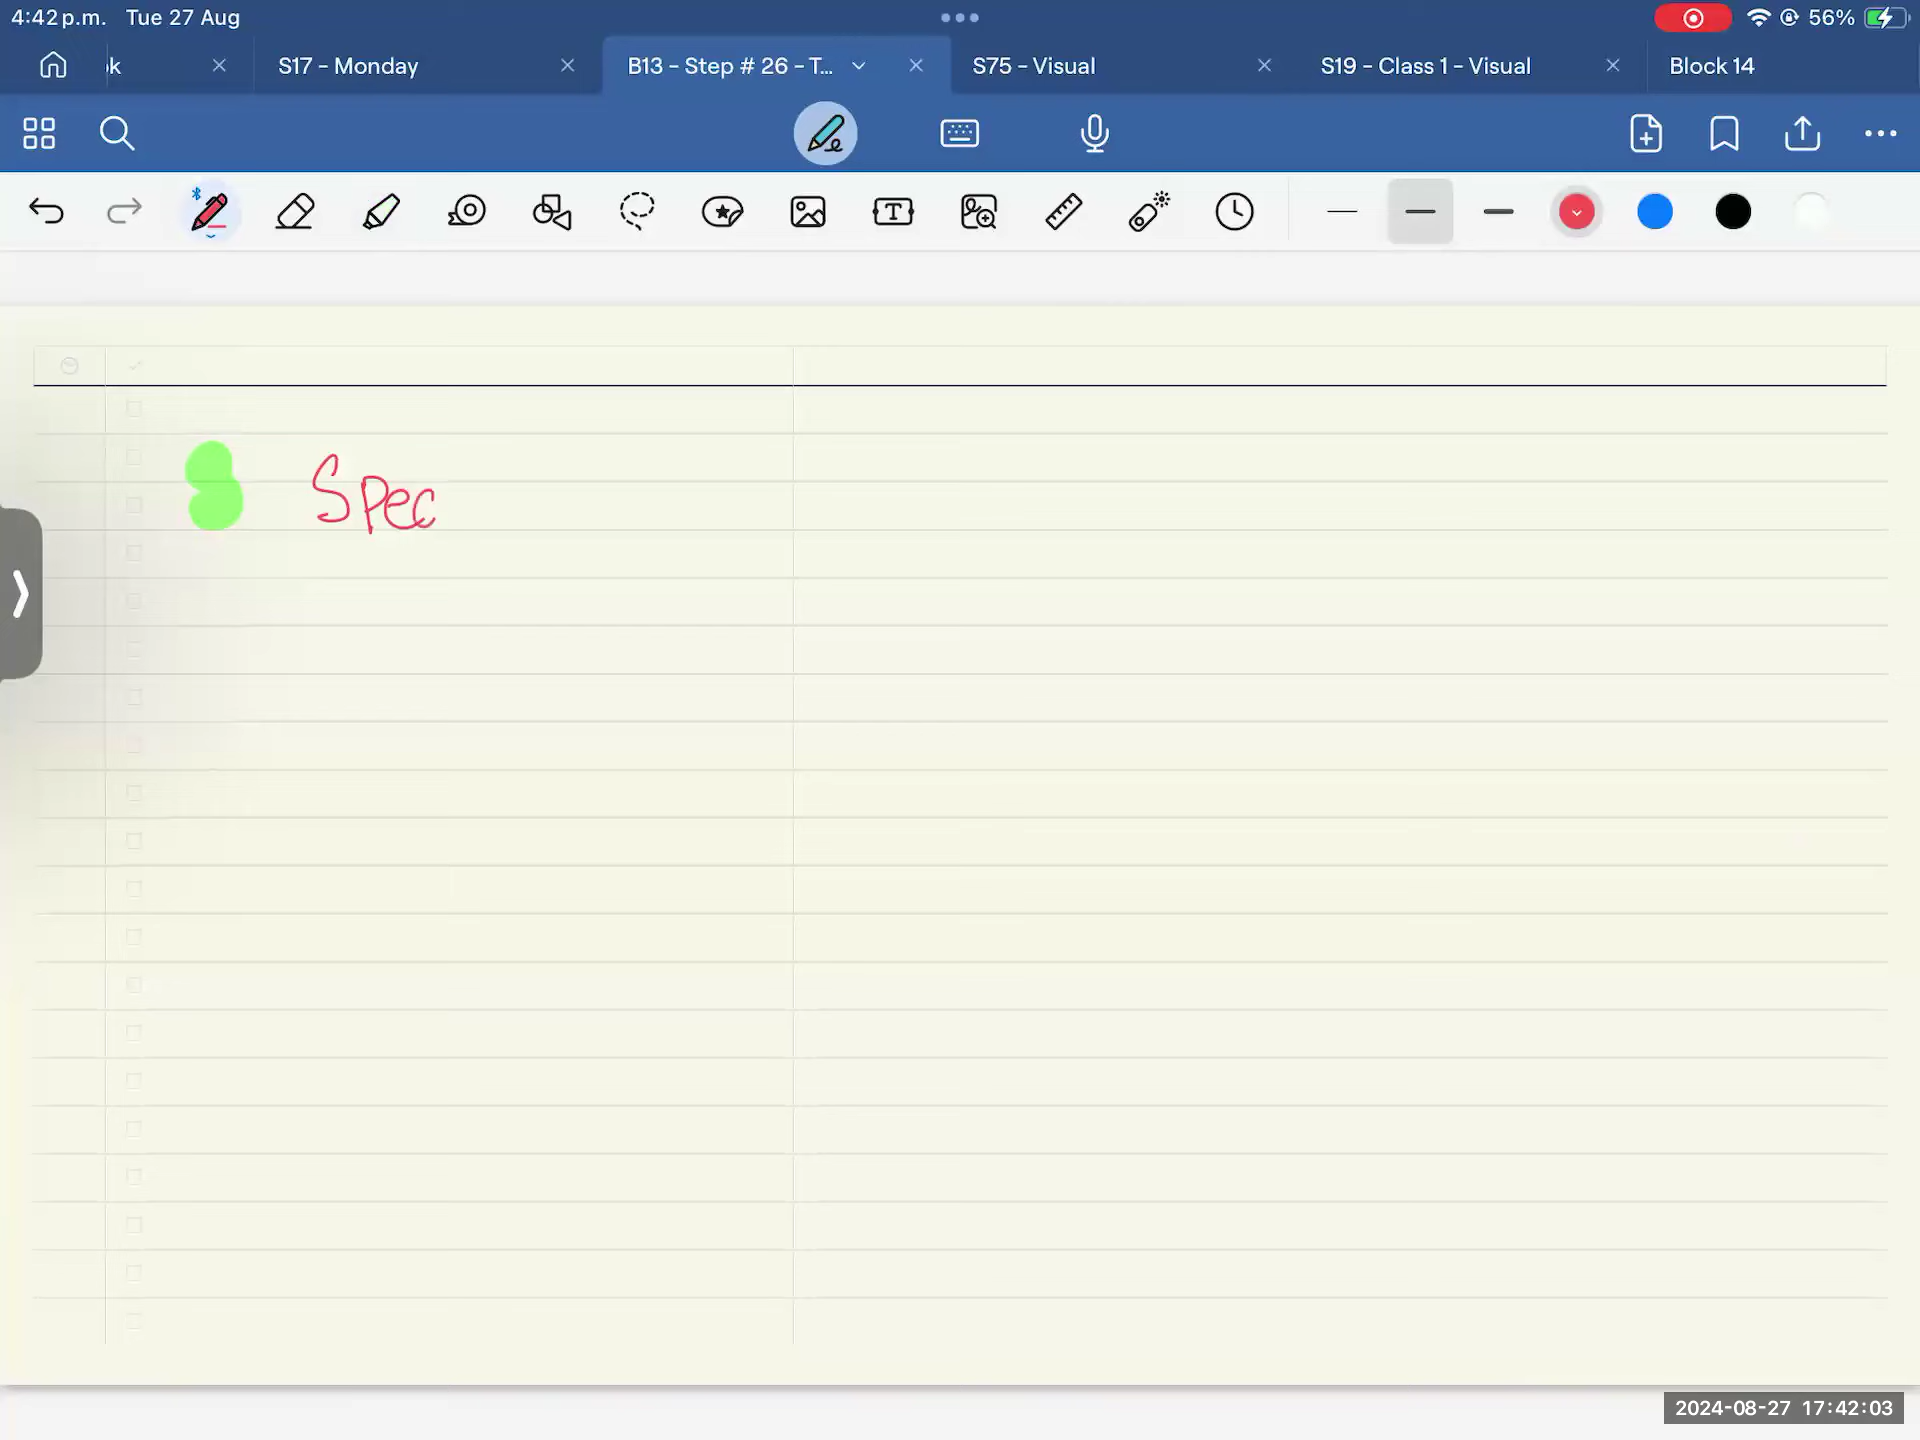 4:42 p.m. Tue 27 Aug
56%
k
S17 - Monday
B13 - Step # 26 - T...
S75 - Visual
S19 - Class 1 - Visual
Block 14
Spec
2024-08-27 17:42:03